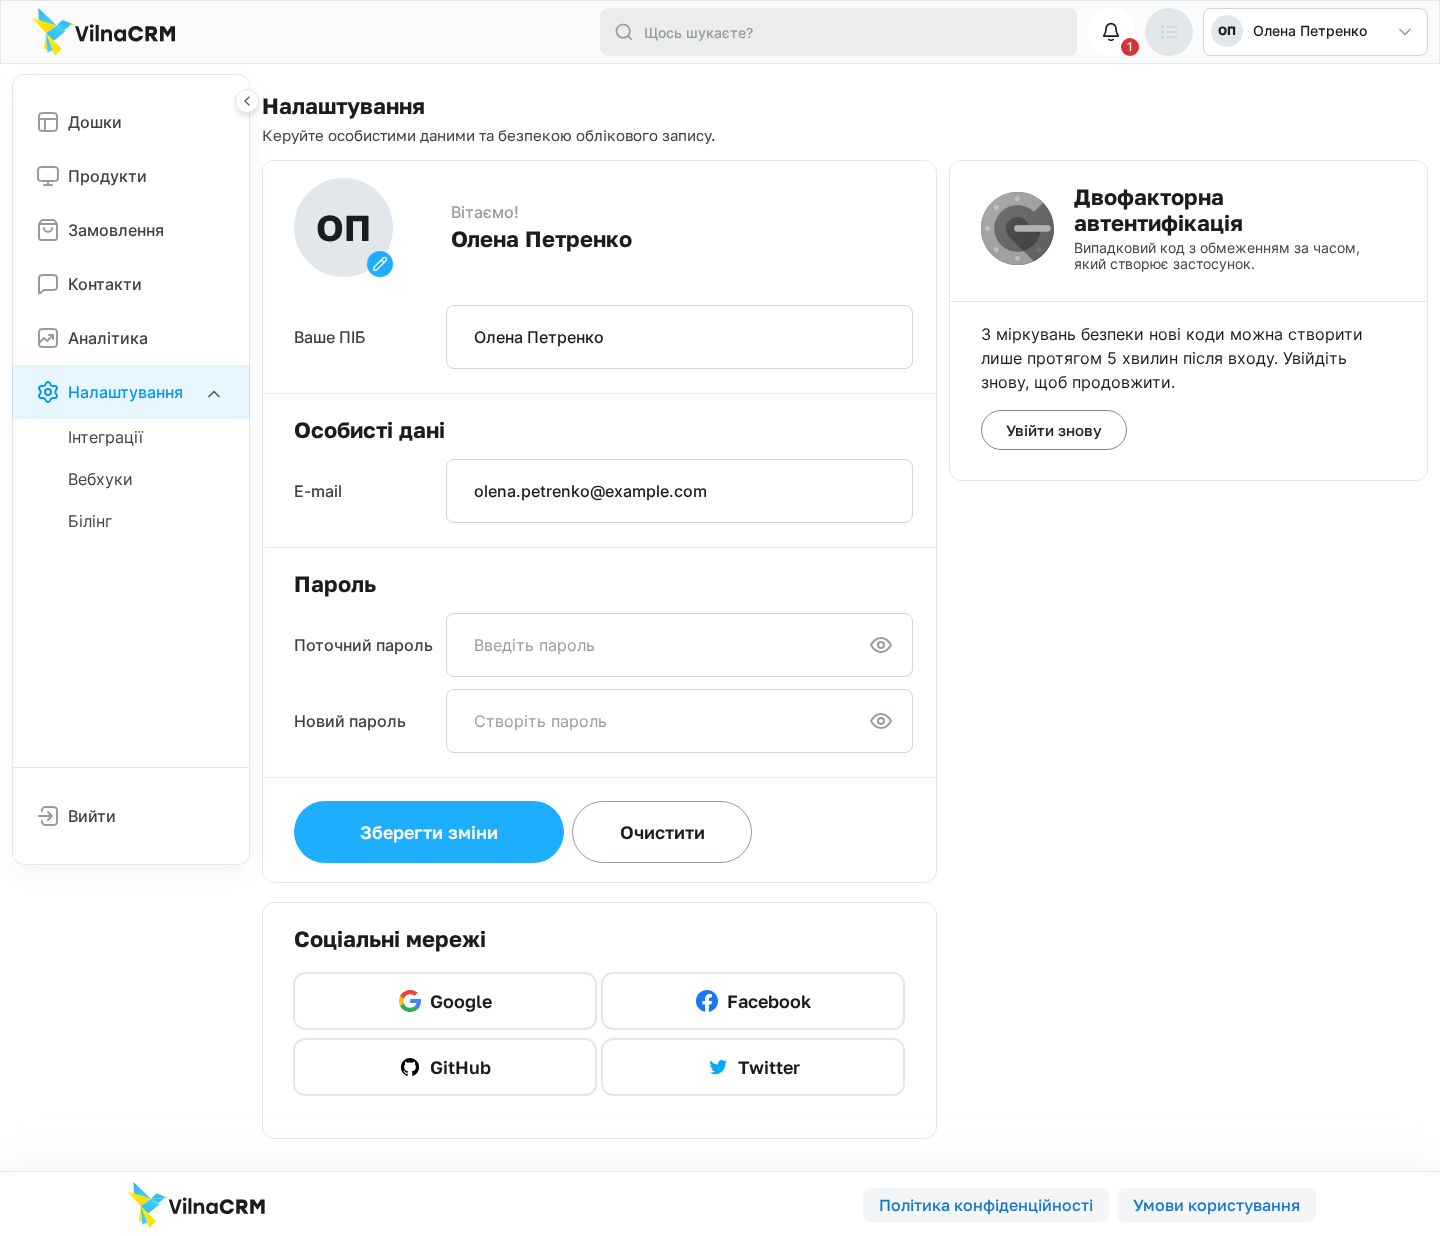 VilnaCRM
Щось шукаєте?
1
ОП
Олена Петренко
Дошки
Продукти
Замовлення
Контакти
Аналітика
Налаштування
Інтеграції
Вебхуки
Білінг
Вийти
Налаштування
Керуйте особистими даними та безпекою облікового запису.
ОП
Вітаємо!
Олена Петренко
Ваше ПІБ
Олена Петренко
Особисті дані
E-mail
olena.petrenko@example.com
Пароль
Поточний пароль
Введіть пароль
Новий пароль
Створіть пароль
Зберегти зміни
Очистити
Соціальні мережі
Google
Facebook
GitHub
Twitter
Двофакторна
автентифікація
Випадковий код з обмеженням за часом,
який створює застосунок.
З міркувань безпеки нові коди можна створити
лише протягом 5 хвилин після входу. Увійдіть
знову, щоб продовжити.
Увійти знову
VilnaCRM
Політика конфіденційності
Умови користування